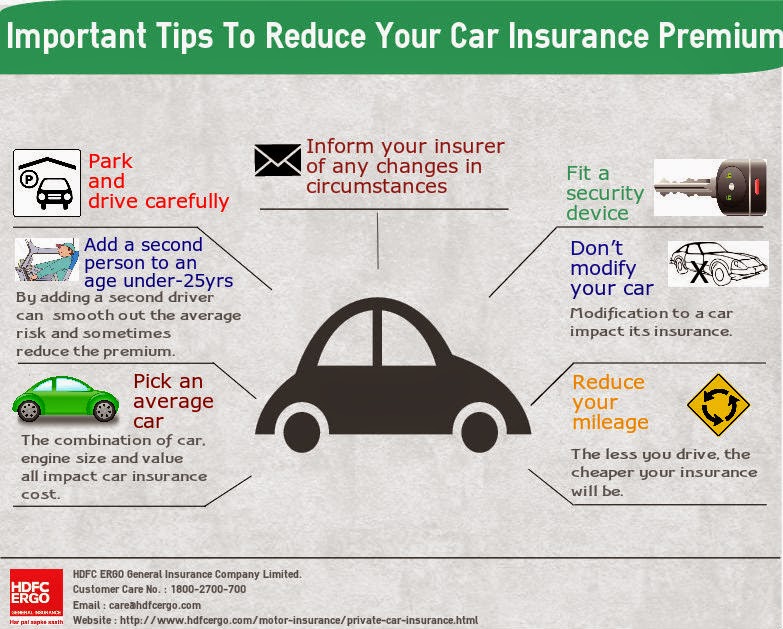 Important Tips To Reduce Your Car Insurance Premium
Park
and
drive carefully
Inform your insurer
of any changes in
circumstances
Fit a
security
device
Add a second
person to an
age under-25yrs
By adding a second driver
can smooth out the average
risk and sometimes
reduce the premium.
Don't
modify
your car
X
Modification to a car
impact its insurance.
Pick an
average
car
The combination of car,
engine size and value
all impact car insurance
cost.
Reduce
your
mileage
The less you drive, the
cheaper your insurance
will be.
P
HDFC
ERGO
GENERAL INSURANCE
Har pal aapke saath
HDFC ERGO General Insurance Company Limited.
Customer Care No. : 1800-2700-700
Email : care@hdfcergo.com
Website : http://www.hdfcergo.com/motor-insurance/private-car-insurance.html